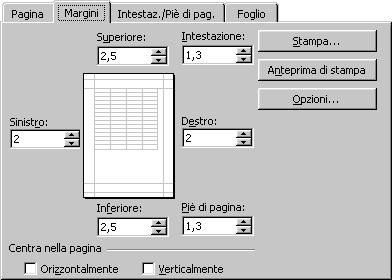 Pagina Margini Intestaz./Piè di pag. Foglio
Superiore: Intestazione:
2,5 1,3
Stampa...
Anteprima di stampa
Opzioni...
Sinistro: Destro:
2 2
Inferiore: Piè di pagina:
2,5 1,3
Centra nella pagina
Orizzontalmente Verticalmente